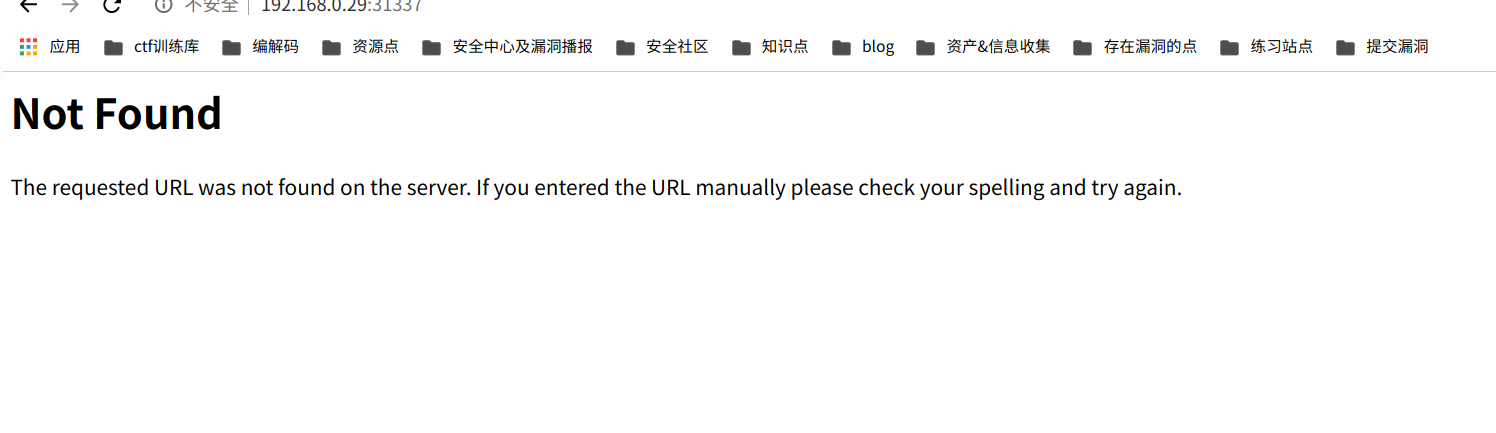 不安全 192.168.0.29:31337
应用 ctf训练库 编解码 资源点 安全中心及漏洞播报 安全社区 知识点 blog 资产&信息收集 存在漏洞的点 练习站点 提交漏洞
Not Found
The requested URL was not found on the server. If you entered the URL manually please check your spelling and try again.